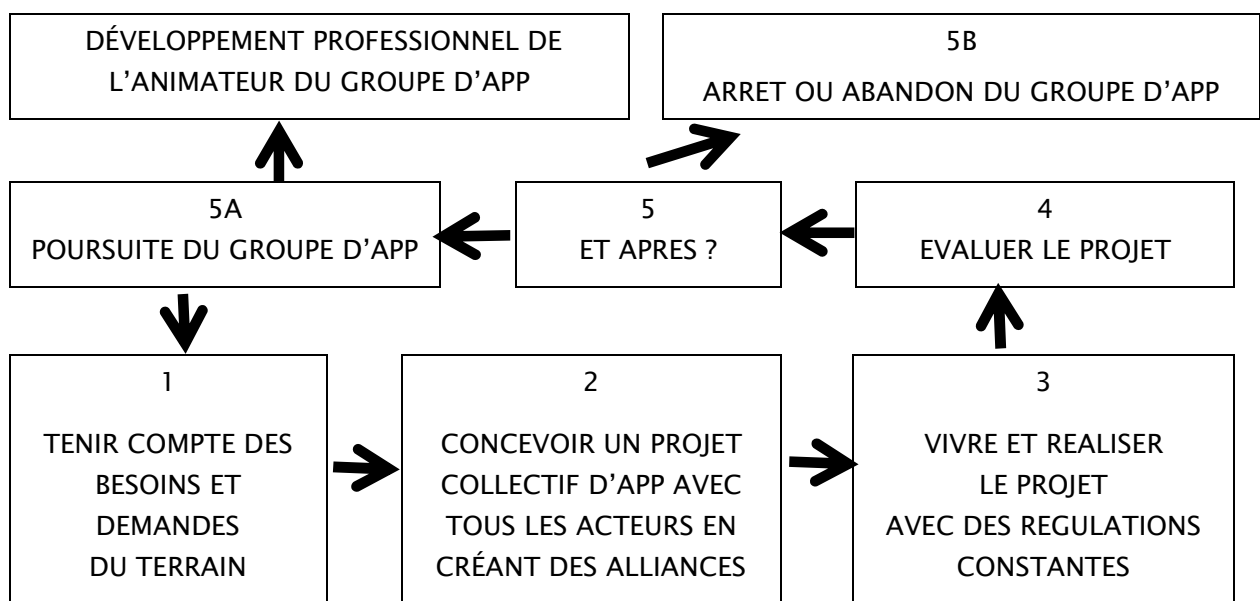 DÉVELOPPEMENT PROFESSIONNEL DE
L’ANIMATEUR DU GROUPE D’APP
5B
ARRET OU ABANDON DU GROUPE D’APP
5A
POURSUITE DU GROUPE D’APP
5
ET APRES ?
4
EVALUER LE PROJET
1
TENIR COMPTE DES
BESOINS ET
DEMANDES
DU TERRAIN
2
CONCEVOIR UN PROJET
COLLECTIF D’APP AVEC
TOUS LES ACTEURS EN
CRÉANT DES ALLIANCES
3
VIVRE ET REALISER
LE PROJET
AVEC DES REGULATIONS
CONSTANTES